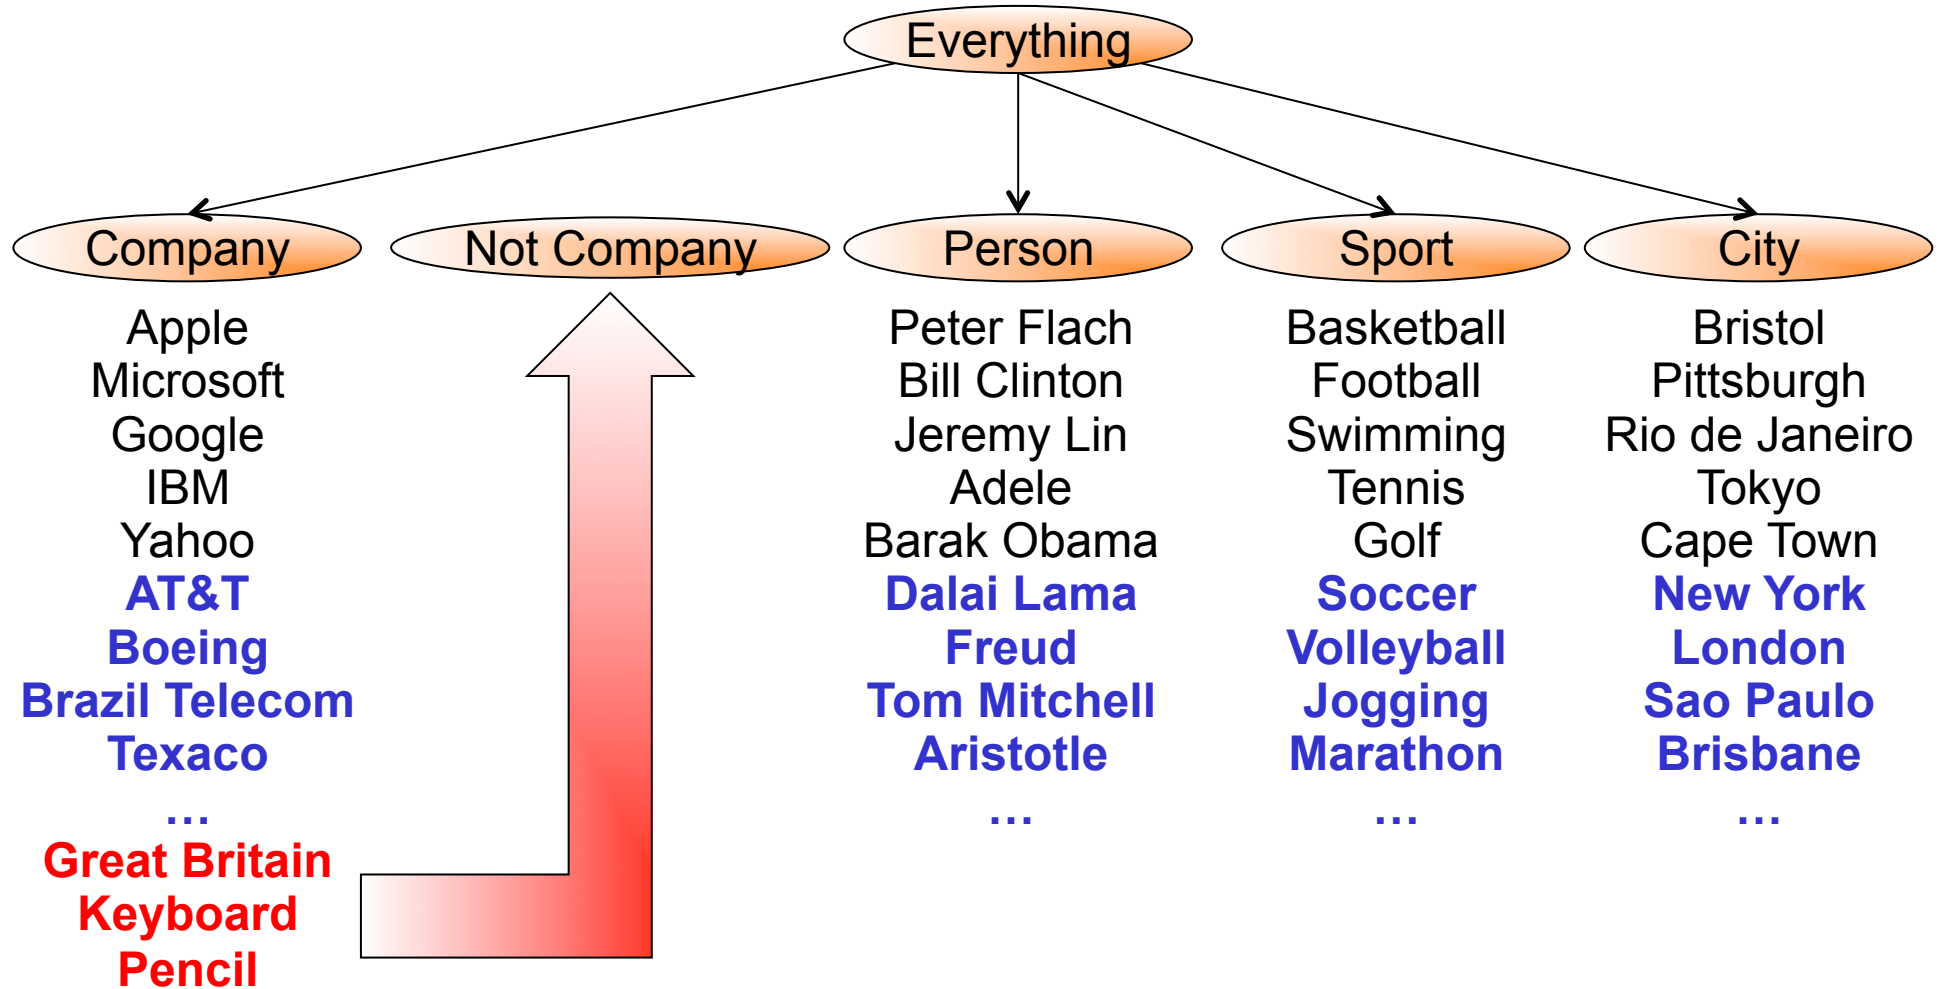 Everything
Company
Not Company
Person
Sport
City
Apple
Microsoft
Google
IBM
Yahoo
AT&T
Boeing
Brazil Telecom
Texaco
…
Great Britain
Keyboard
Pencil
Peter Flach
Bill Clinton
Jeremy Lin
Adele
Barak Obama
Dalai Lama
Freud
Tom Mitchell
Aristotle
…
Basketball
Football
Swimming
Tennis
Golf
Soccer
Volleyball
Jogging
Marathon
…
Bristol
Pittsburgh
Rio de Janeiro
Tokyo
Cape Town
New York
London
Sao Paulo
Brisbane
…